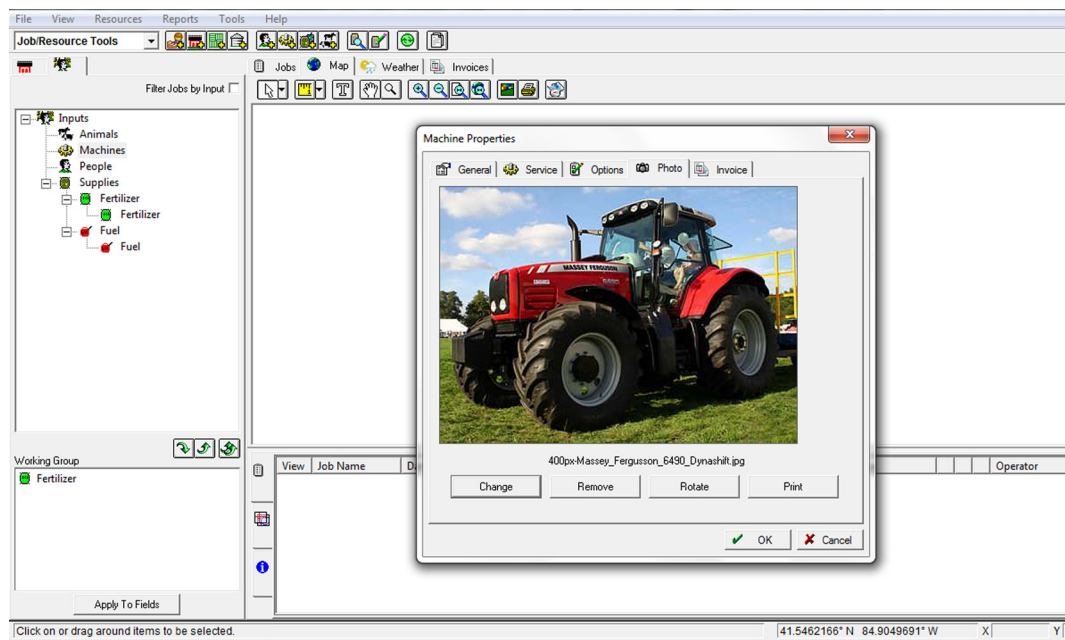 File View Resources Reports Tools Help
Job/Resource Tools
Jobs Map Weather Invoices
Filter Jobs by Input
Inputs
Animals
Machines
People
Supplies
Fertilizer
Fertilizer
Fuel
Fuel
Machine Properties
General Service Options Photo Invoice
MASSEY FERGUSON
400px-Massey_Fergusson_6490_Dynashift.jpg
Change Remove Rotate Print
OK Cancel
Working Group
Fertilizer
View Job Name Da Operator
Apply To Fields
Click on or drag around items to be selected. 41.5462166° N 84.9049691° W X Y